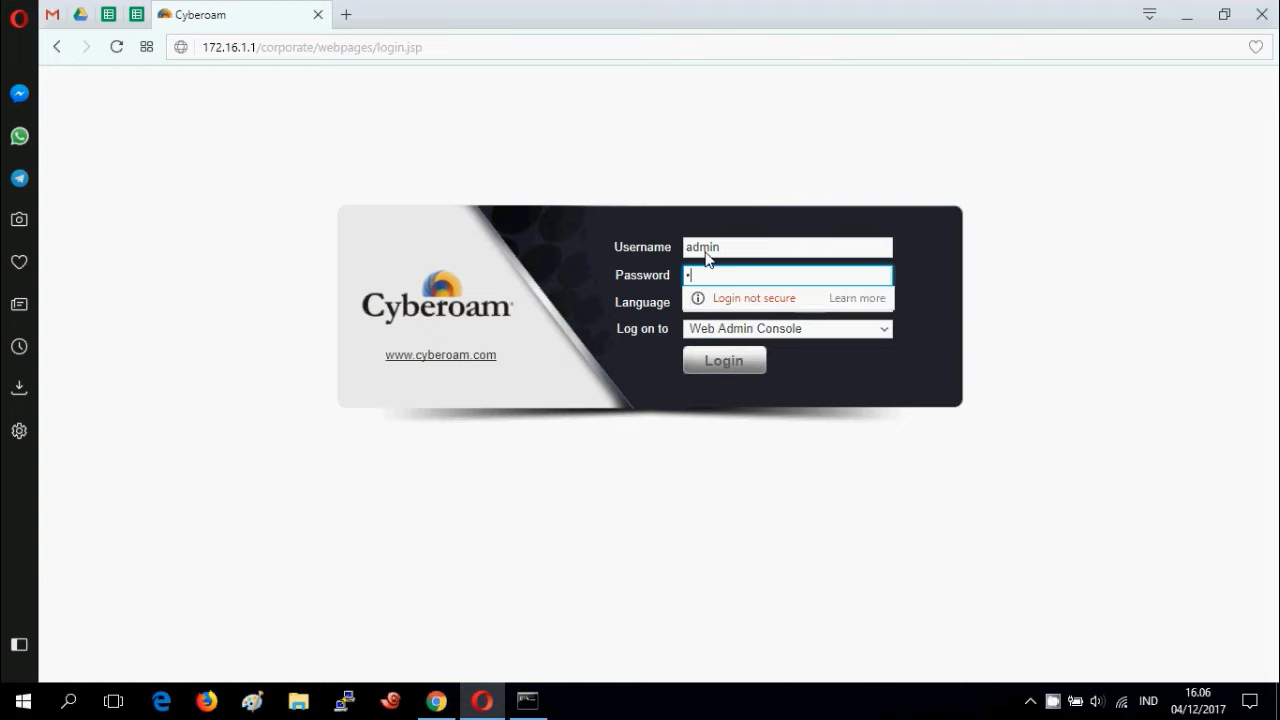 Cyberoam
172.16.1.1/corporate/webpages/login.jsp
Username admin
Password •
Login not secure Learn more
Language
Log on to Web Admin Console
Login
Cyberoam
www.cyberoam.com
IND
16.06
04/12/2017